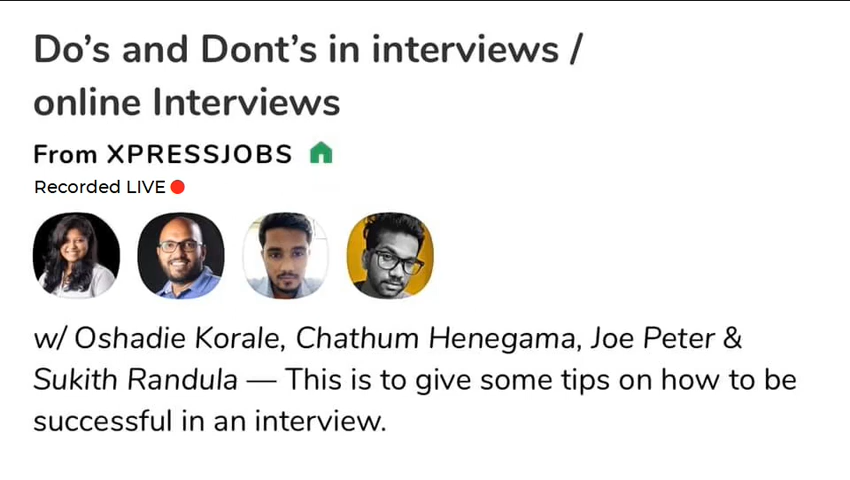 Do’s and Dont’s in interviews /
online Interviews
From XPRESSJOBS
Recorded LIVE
w/ Oshadie Korale, Chathum Henegama, Joe Peter &
Sukith Randula — This is to give some tips on how to be
successful in an interview.